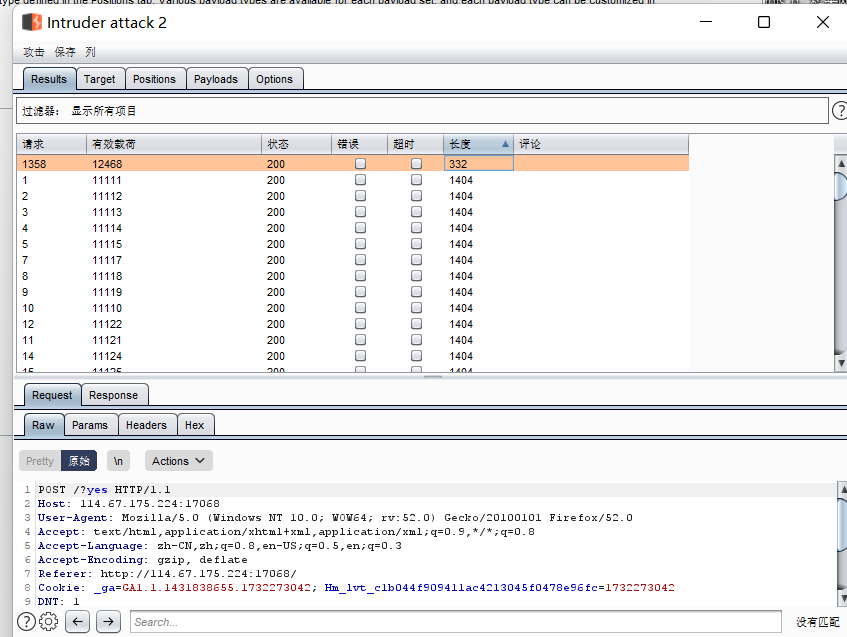 type defined in the Positions tab. Various payload types are available for each payload set, and each payload type can be customized in
Intruder attack 2
攻击 保存 列
Results Target Positions Payloads Options
过滤器： 显示所有项目
请求 有效载荷 状态 错误 超时 长度 评论
1358 12468 200 332
1 11111 200 1404
2 11112 200 1404
3 11113 200 1404
4 11114 200 1404
5 11115 200 1404
7 11117 200 1404
8 11118 200 1404
9 11119 200 1404
10 11110 200 1404
12 11122 200 1404
11 11121 200 1404
14 11124 200 1404
15 11125 200 1404
Request Response
Raw Params Headers Hex
Pretty 原始 \n Actions
1 POST /?yes HTTP/1.1
2 Host: 114.67.175.224:17068
3 User-Agent: Mozilla/5.0 (Windows NT 10.0; WOW64; rv:52.0) Gecko/20100101 Firefox/52.0
4 Accept: text/html,application/xhtml+xml,application/xml;q=0.9,*/*;q=0.8
5 Accept-Language: zh-CN,zh;q=0.8,en-US;q=0.5,en;q=0.3
6 Accept-Encoding: gzip, deflate
7 Referer: http://114.67.175.224:17068/
8 Cookie: _ga=GA1.1.1431838655.1732273042; Hm_lvt_c1b044f909411ac4213045f0478e96fc=1732273042
9 DNT: 1
Search... 没有匹配